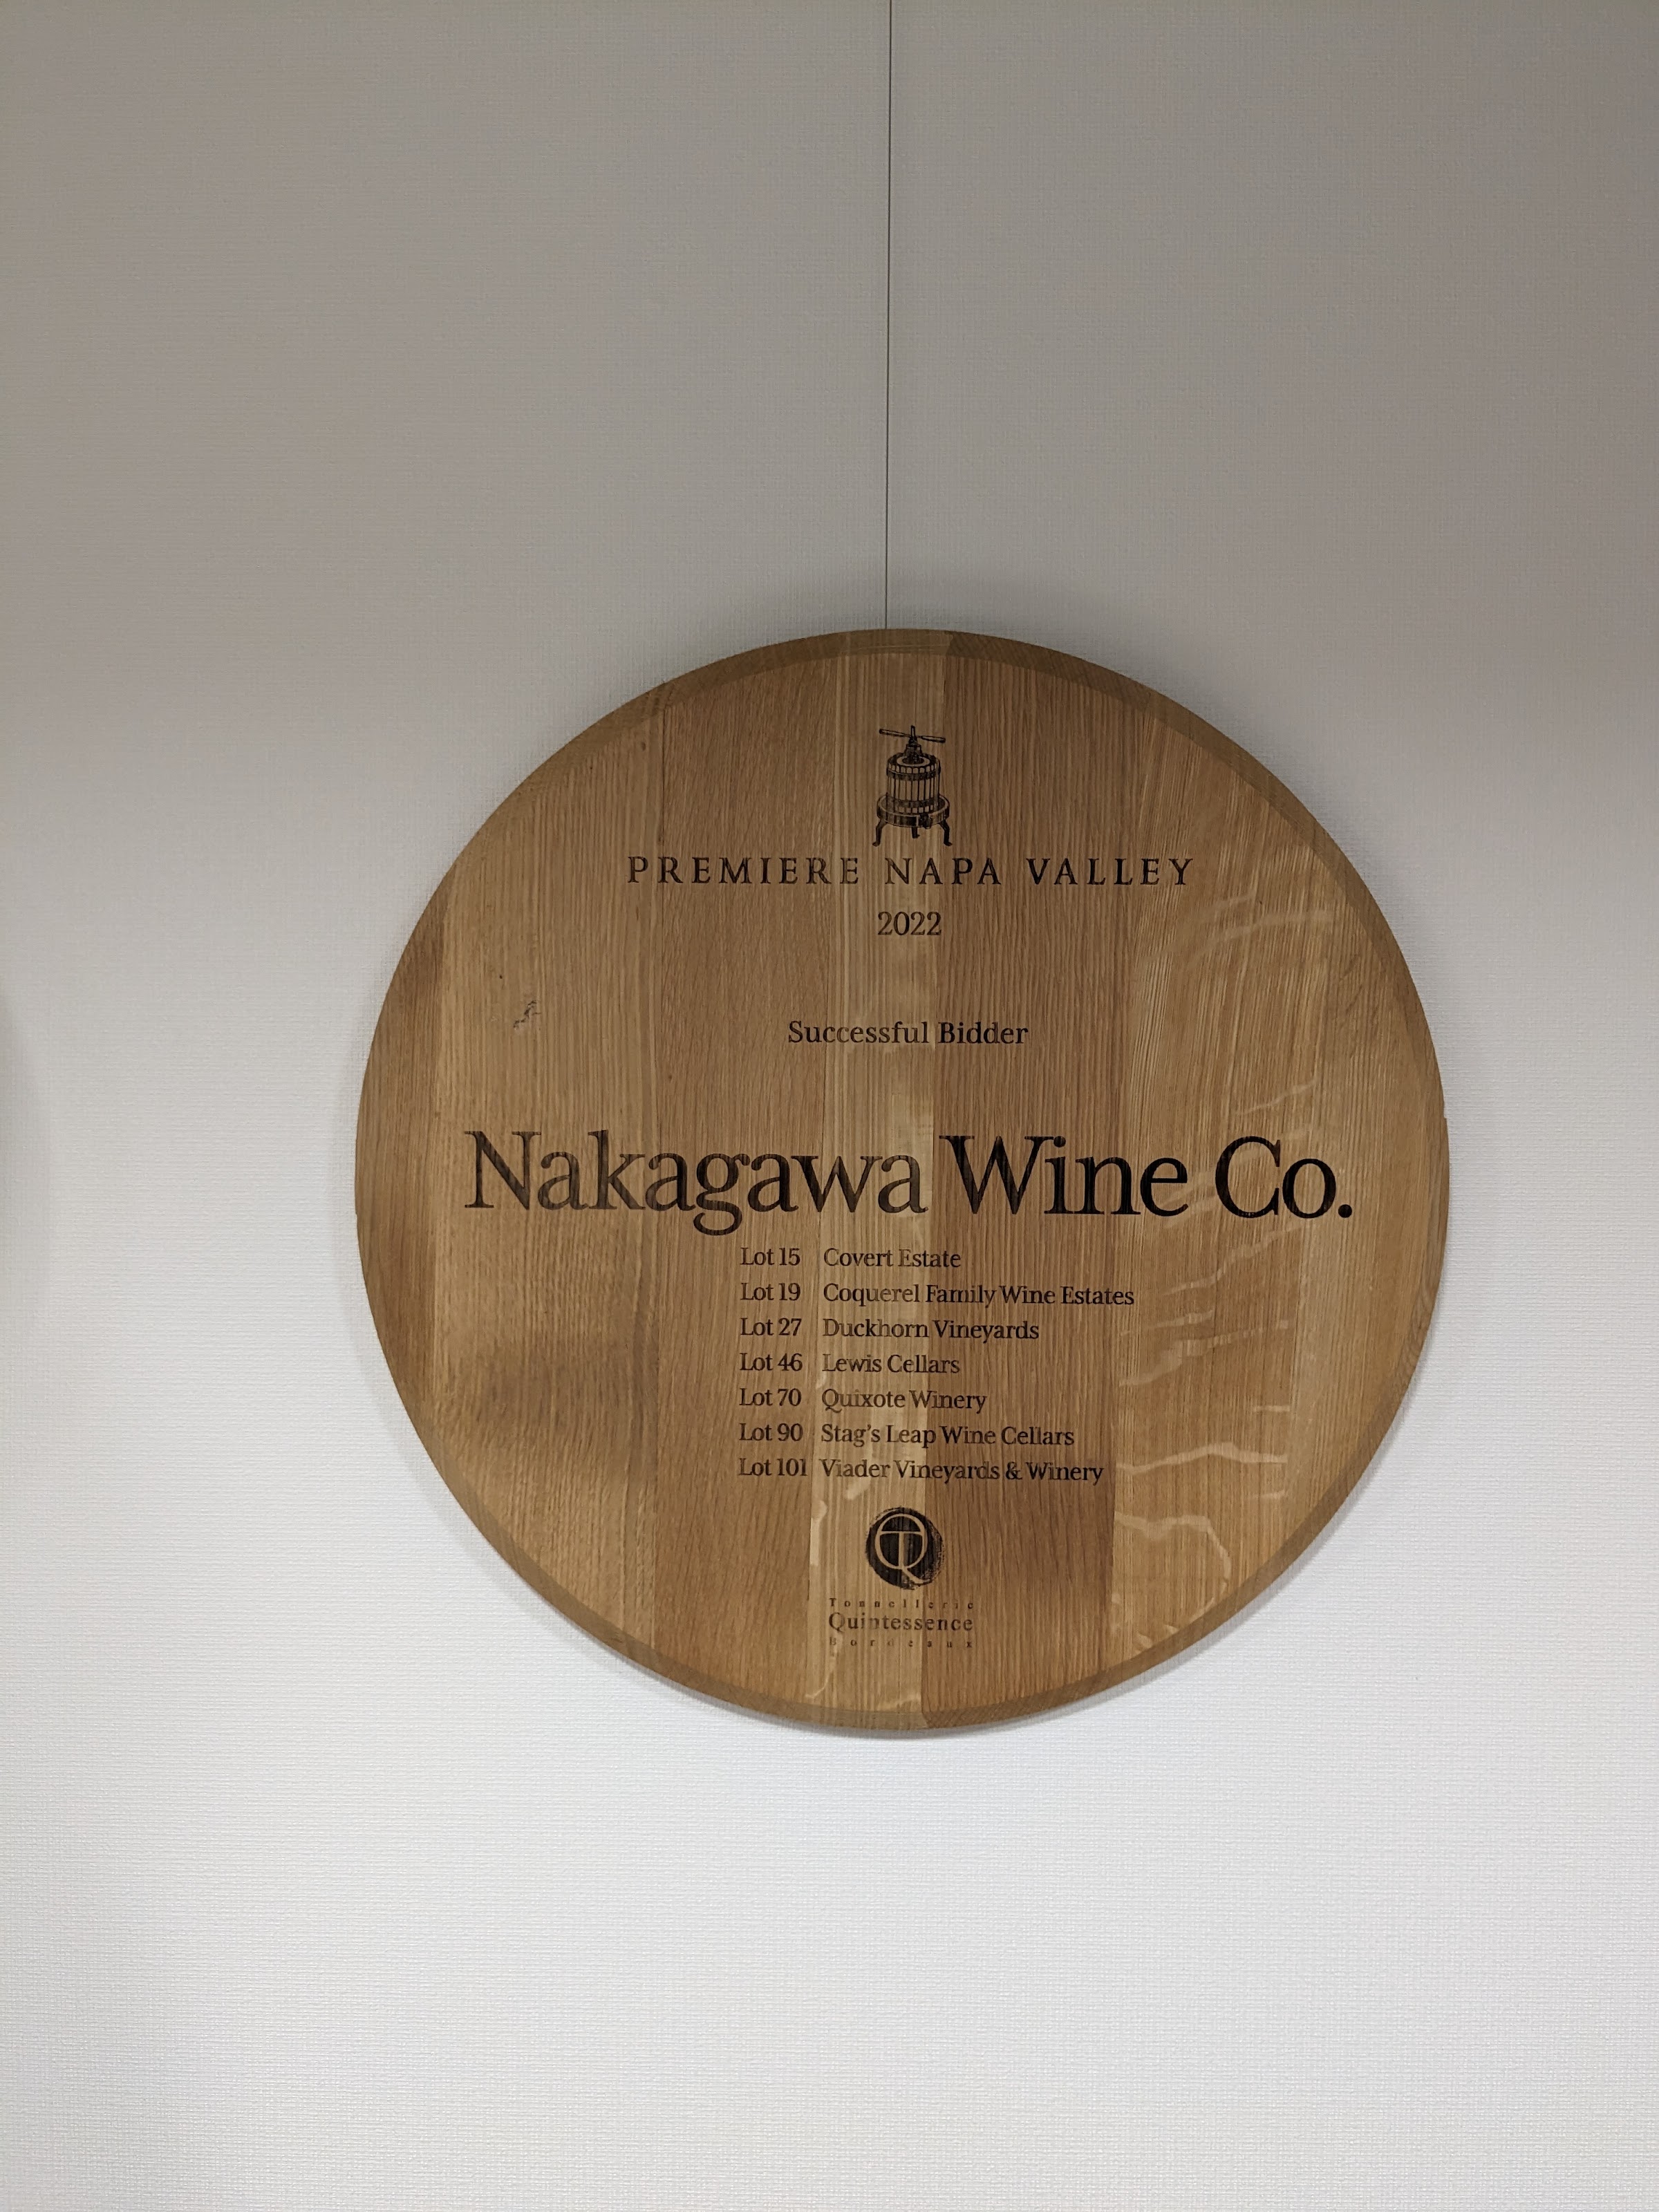 PREMIERE NAPA VALLEY
2022
Successful Bidder
Nakagawa Wine Co.
Lot 15 Covert Estate
Lot 19 Coquerel Family Wine Estates
Lot 27 Duckhorn Vineyards
Lot 46 Lewis Cellars
Lot 70 Quixote Winery
Lot 90 Stag's Leap Wine Cellars
Lot 101 Viader Vineyards & Winery
TQ
Tonnellerie
Quintessence
Bordeaux